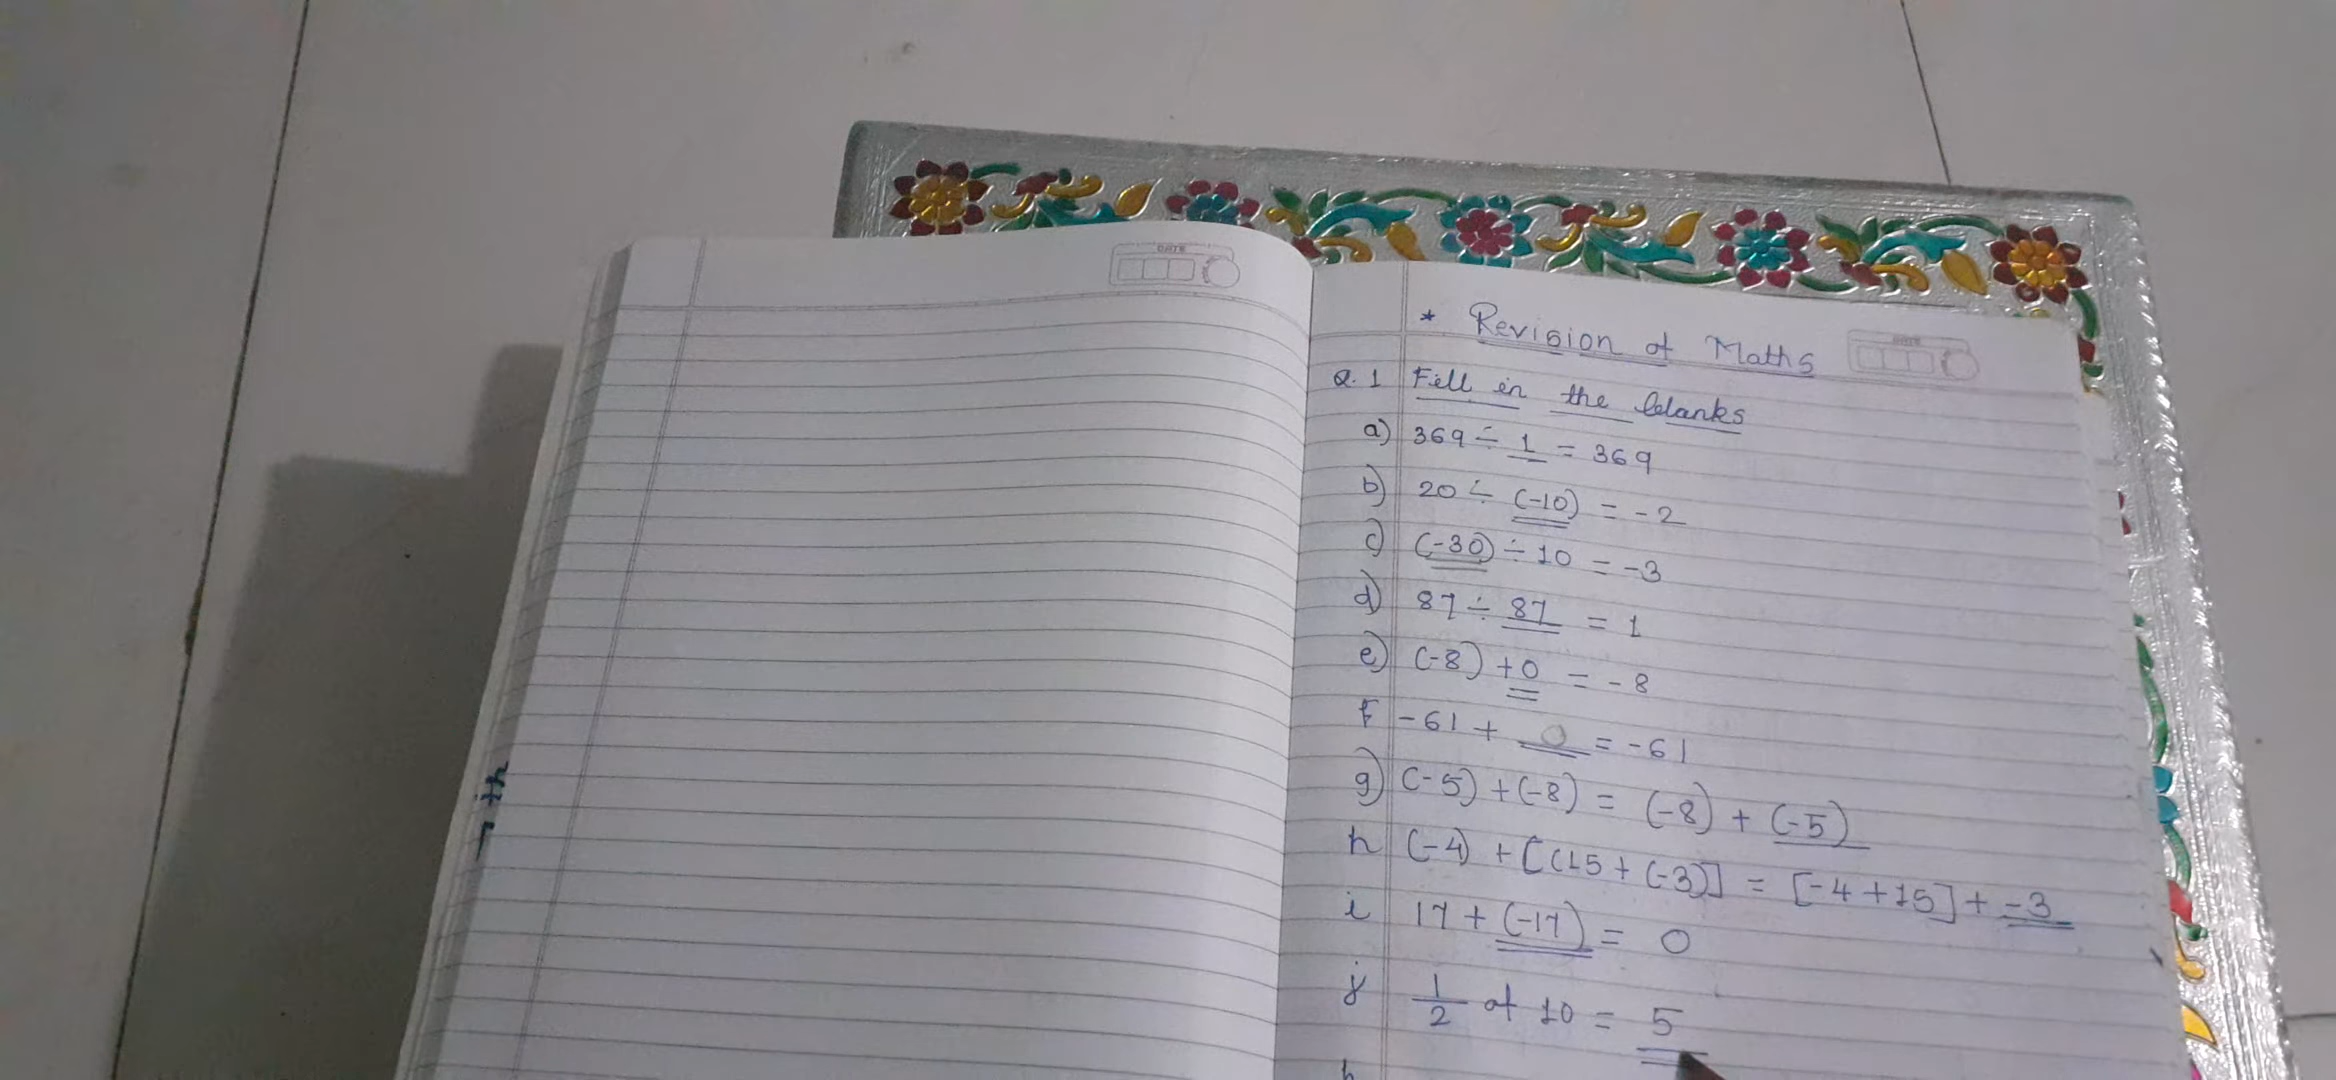 DATE
DATE
* Revision of Maths
Q.1 Fill in the blanks
a) 369 ÷ 1 = 369
b) 20 ÷ (-10) = -2
c) (-30) ÷ 10 = -3
d) 87 ÷ 87 = 1
e) (-8) + 0 = -8
f -61 + 0 = -61
g) (-5) + (-8) = (-8) + (-5)
h (-4) + [(15 + (-3)] = [-4 + 15] + -3
i 17 + (-17) = 0
j 1/2 of 10 = 5